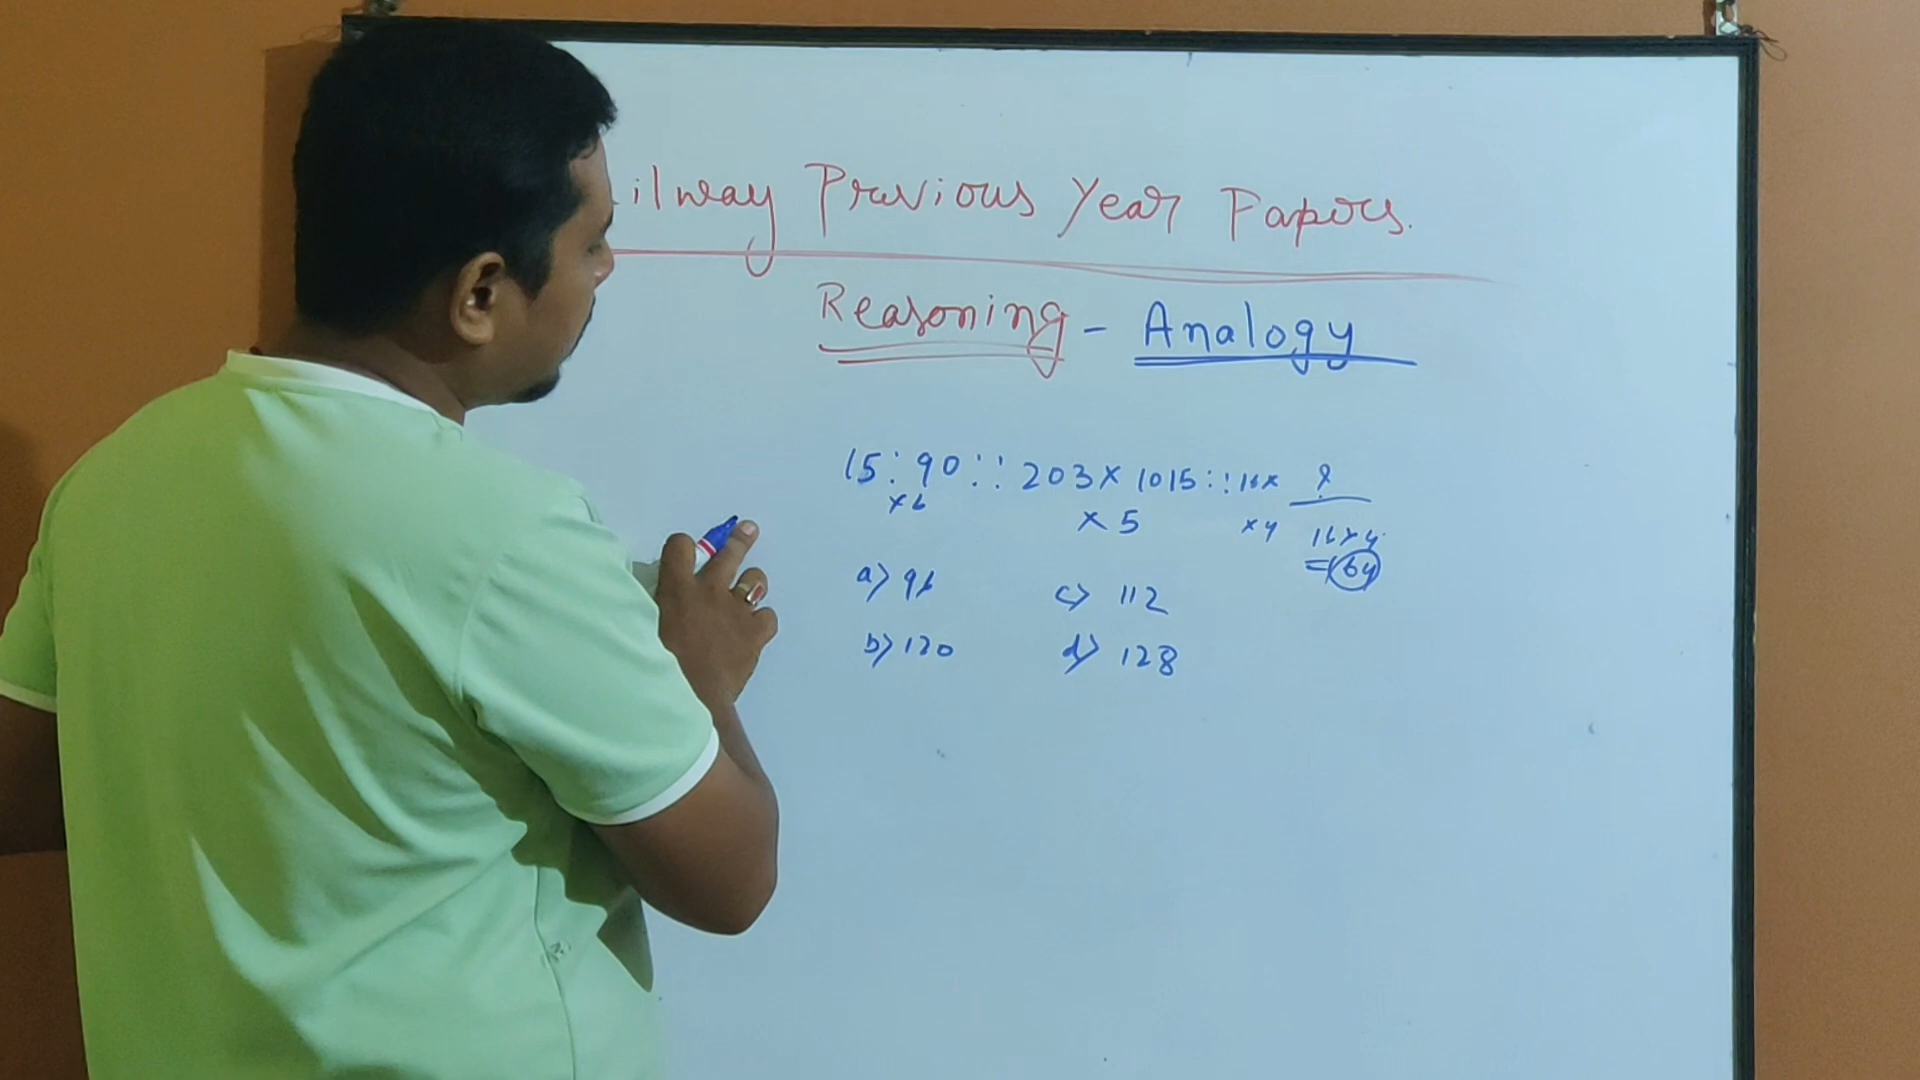 ilway Previous Year Papers.
Reasoning - Analogy
15 : 90 :: 203 x 1015 :: 16 x ?
x 6 x 5 x 4 16 x 4
= 64
a) 96 c) 112
b) 120 d) 128